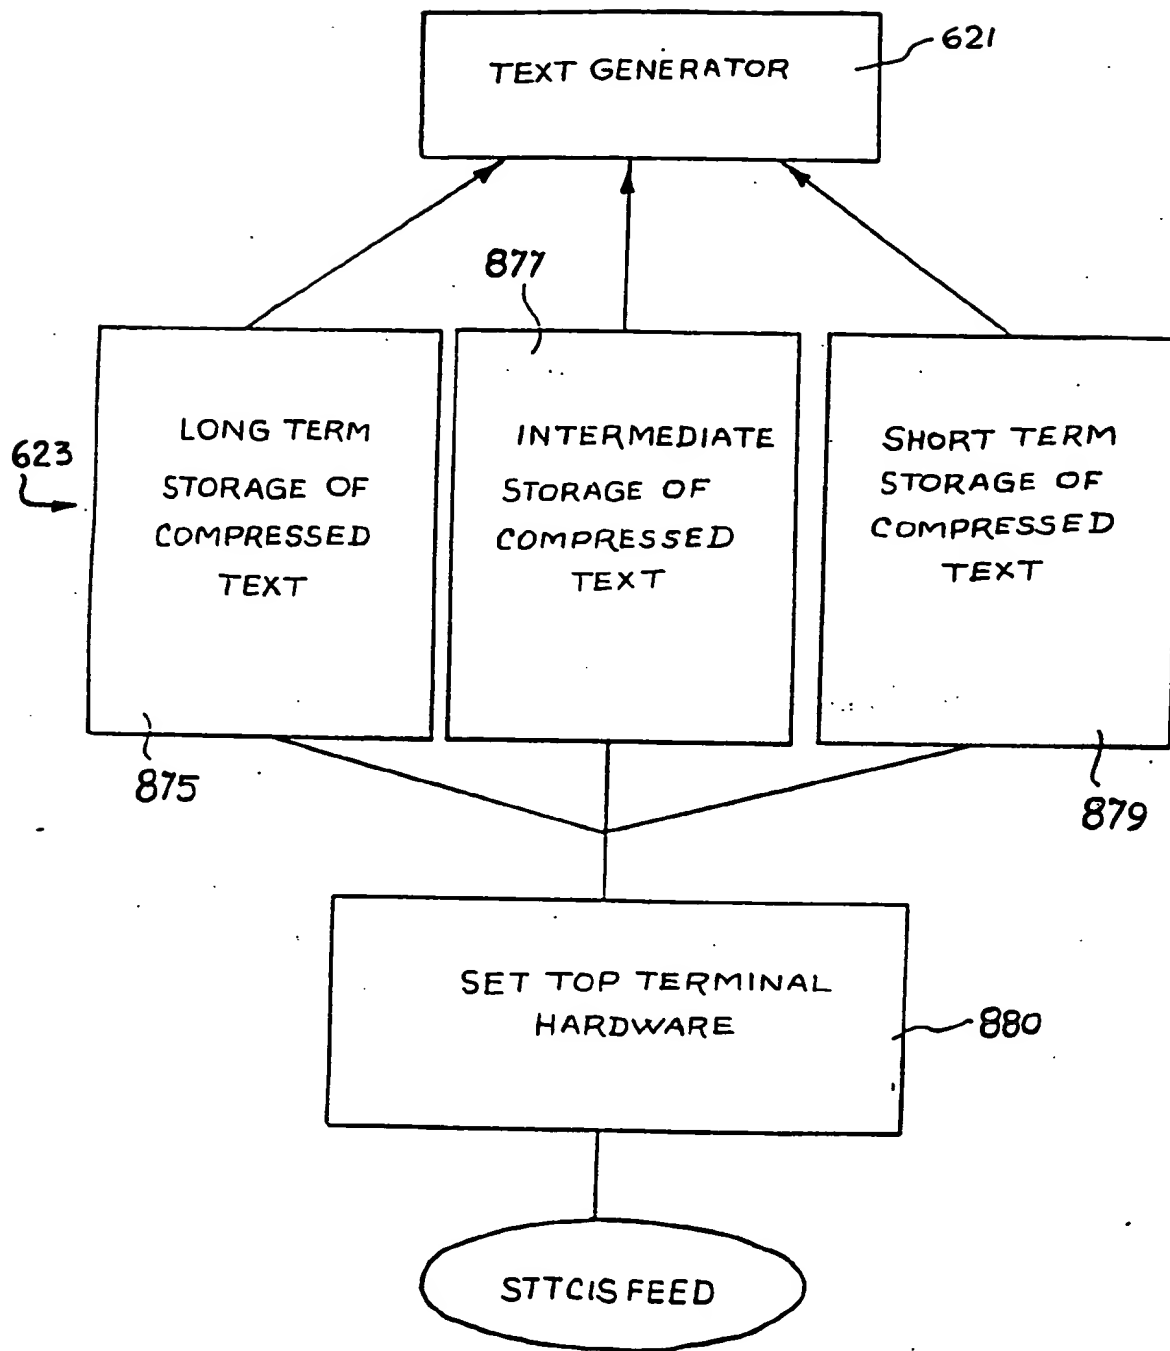 TEXT GENERATOR
621
877
623
LONG TERM
STORAGE OF
COMPRESSED
TEXT
INTERMEDIATE
STORAGE OF
COMPRESSED
TEXT
SHORT TERM
STORAGE OF
COMPRESSED
TEXT
875
879
SET TOP TERMINAL
HARDWARE
880
STTCIS FEED